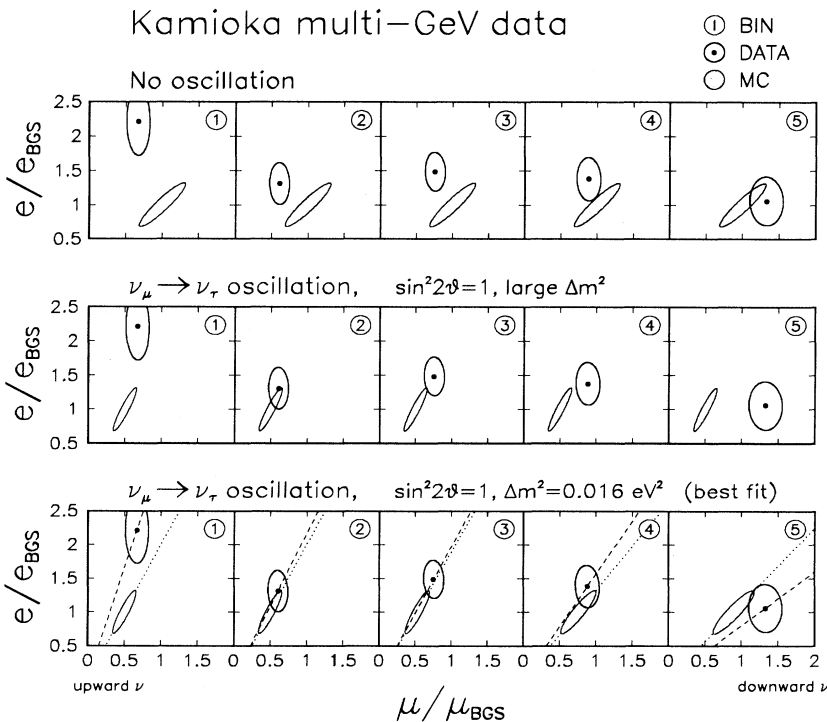 Kamioka multi-GeV data
① BIN
DATA
MC
No oscillation
e/e_BGS
2.5
2
1.5
1
0.5
① ② ③ ④ ⑤
ν_μ → ν_τ oscillation, sin²2ϑ=1, large Δm²
e/e_BGS
2.5
2
1.5
1
0.5
① ② ③ ④ ⑤
ν_μ → ν_τ oscillation, sin²2ϑ=1, Δm²=0.016 eV² (best fit)
e/e_BGS
2.5
2
1.5
1
0.5
① ② ③ ④ ⑤
0 0.5 1 1.5 0 0.5 1 1.5 0 0.5 1 1.5 0 0.5 1 1.5 0 0.5 1 1.5 2
upward ν downward ν
μ/μ_BGS